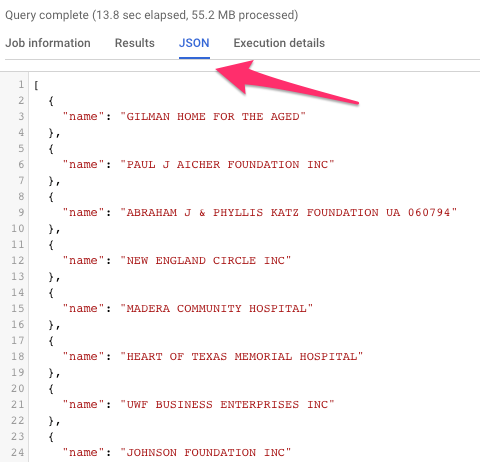 Query complete (13.8 sec elapsed, 55.2 MB processed)
Job information Results JSON Execution details
1 [
2 {
3 "name": "GILMAN HOME FOR THE AGED"
4 },
5 {
6 "name": "PAUL J AICHER FOUNDATION INC"
7 },
8 {
9 "name": "ABRAHAM J & PHYLLIS KATZ FOUNDATION UA 060794"
10 },
11 {
12 "name": "NEW ENGLAND CIRCLE INC"
13 },
14 {
15 "name": "MADERA COMMUNITY HOSPITAL"
16 },
17 {
18 "name": "HEART OF TEXAS MEMORIAL HOSPITAL"
19 },
20 {
21 "name": "UWF BUSINESS ENTERPRISES INC"
22 },
23 {
24 "name": "JOHNSON FOUNDATION INC"